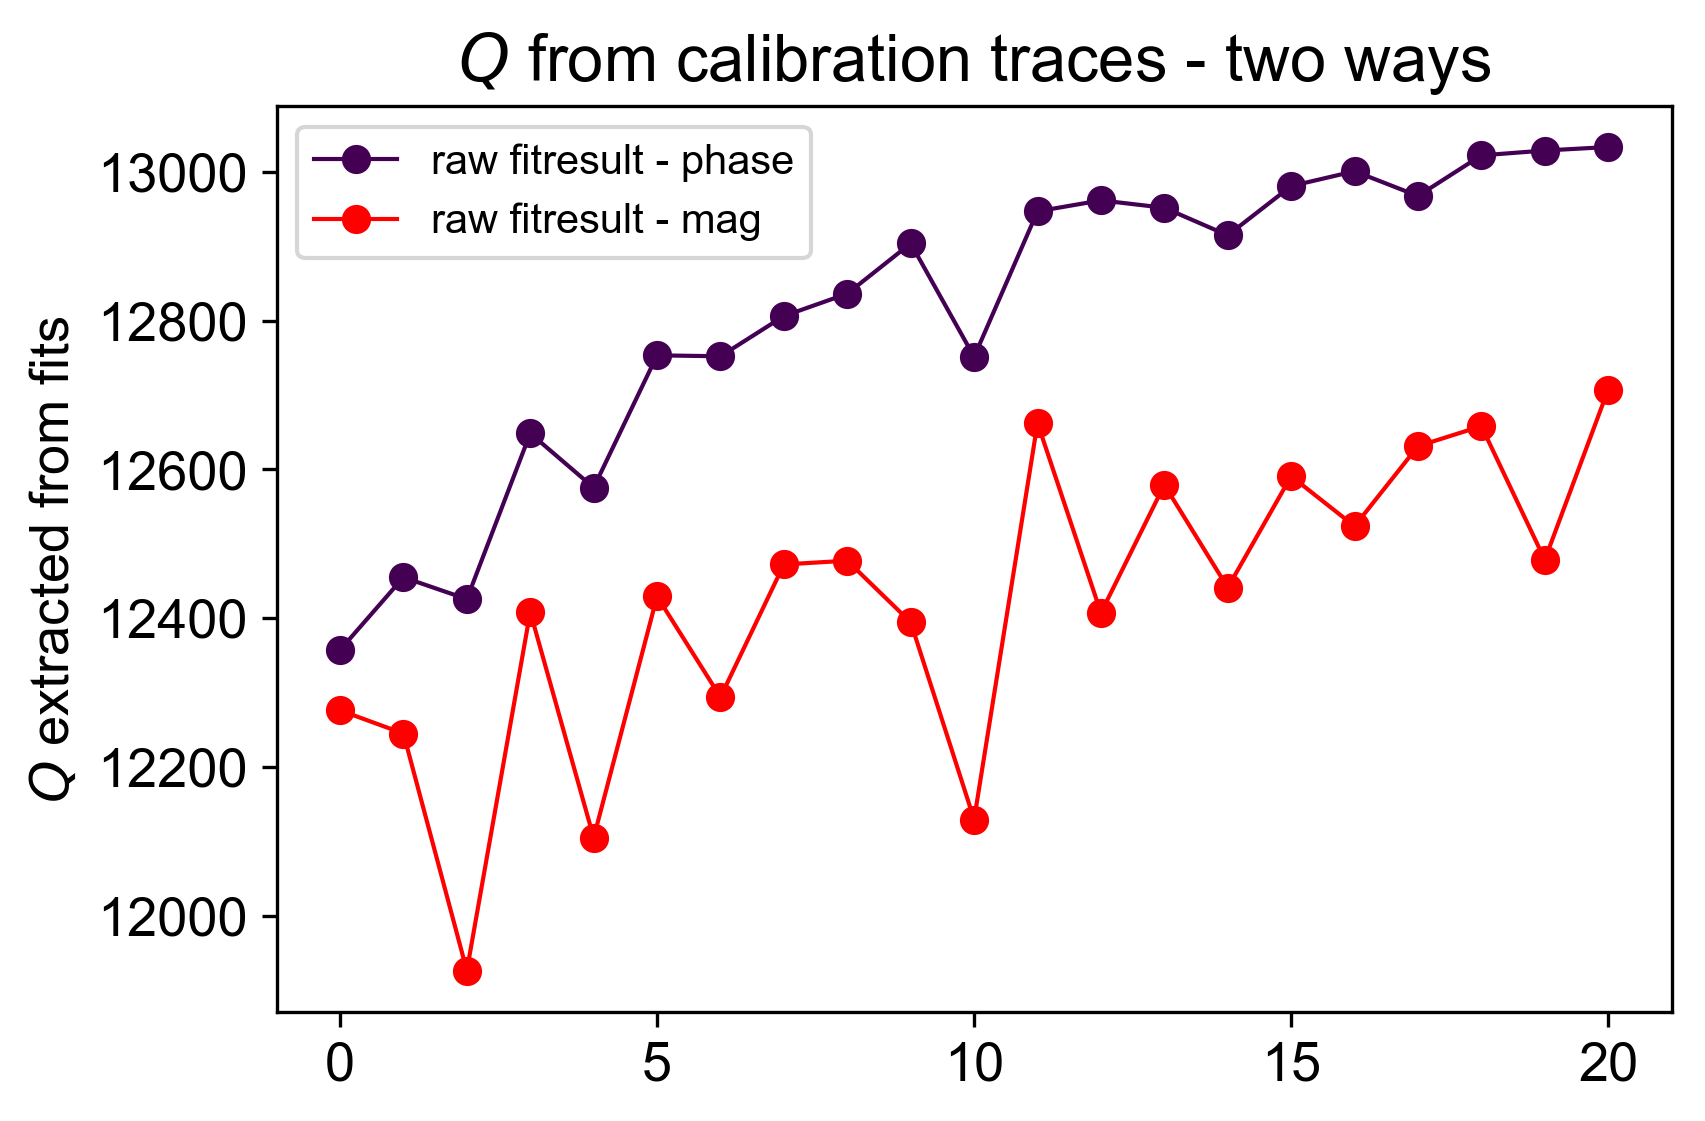 Q from calibration traces - two ways
raw fitresult - phase
raw fitresult - mag
Q extracted from fits
13000
12800
12600
12400
12200
12000
0 5 10 15 20